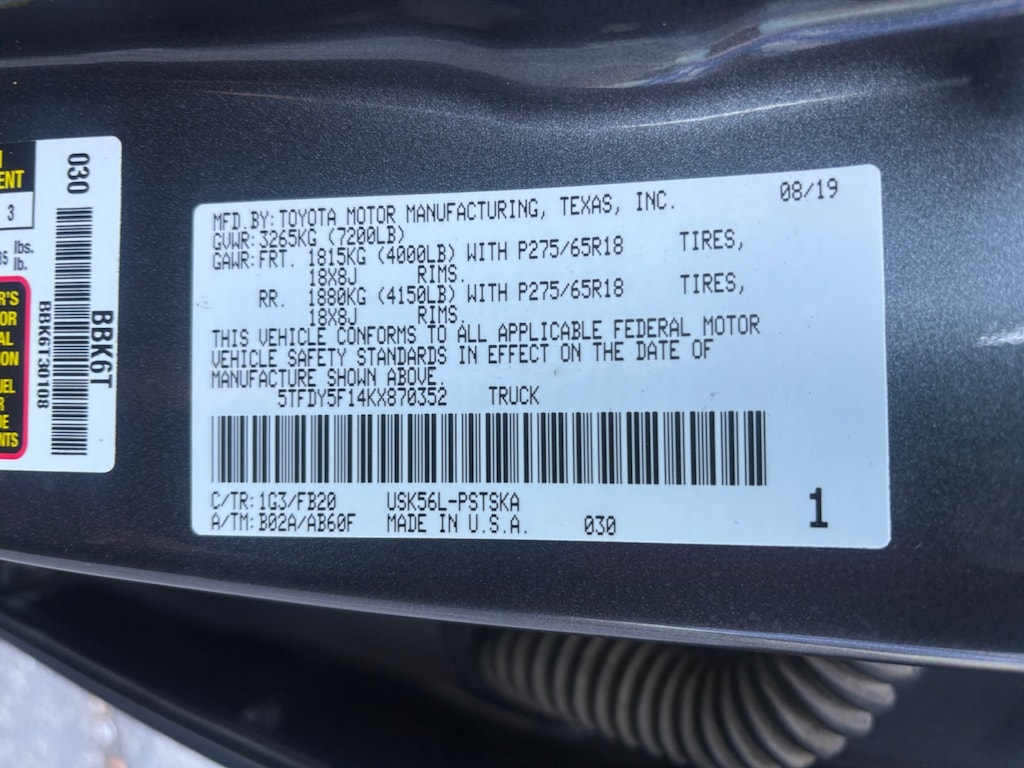 MFD.BY: TOYOTA MOTOR MANUFACTURING, TEXAS, INC. 08/19
GVWR: 3265KG (7200LB)
GAWR: FRT. 1815KG (4000LB) WITH P275/65R18 TIRES,
18X8J RIMS.
RR. 1880KG (4150LB) WITH P275/65R18 TIRES,
18X8J RIMS.
THIS VEHICLE CONFORMS TO ALL APPLICABLE FEDERAL MOTOR
VEHICLE SAFETY STANDARDS IN EFFECT ON THE DATE OF
MANUFACTURE SHOWN ABOVE.
5TFDY5F14KX870352 TRUCK
C/TR: 1G3/FB20 USK56L-PSTSKA
A/TM: B02A/AB60F MADE IN U.S.A. 030
1
030
BBK6T
BBK6T30108
3
lbs.
lb.